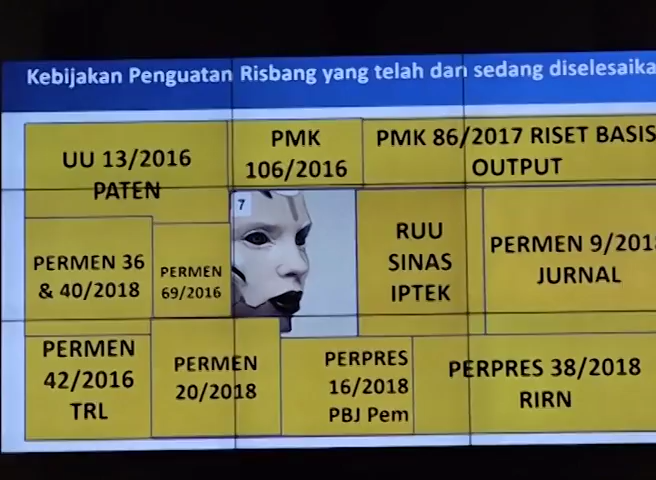 Kebijakan Penguatan Risbang yang telah dan sedang diselesaika
UU 13/2016
PATEN
PMK
106/2016
PMK 86/2017 RISET BASIS
OUTPUT
7
PERMEN 36
& 40/2018
PERMEN
69/2016
RUU
SINAS
IPTEK
PERMEN 9/201
JURNAL
PERMEN
42/2016
TRL
PERMEN
20/2018
PERPRES
16/2018
PBJ Pem
PERPRES 38/2018
RIRN